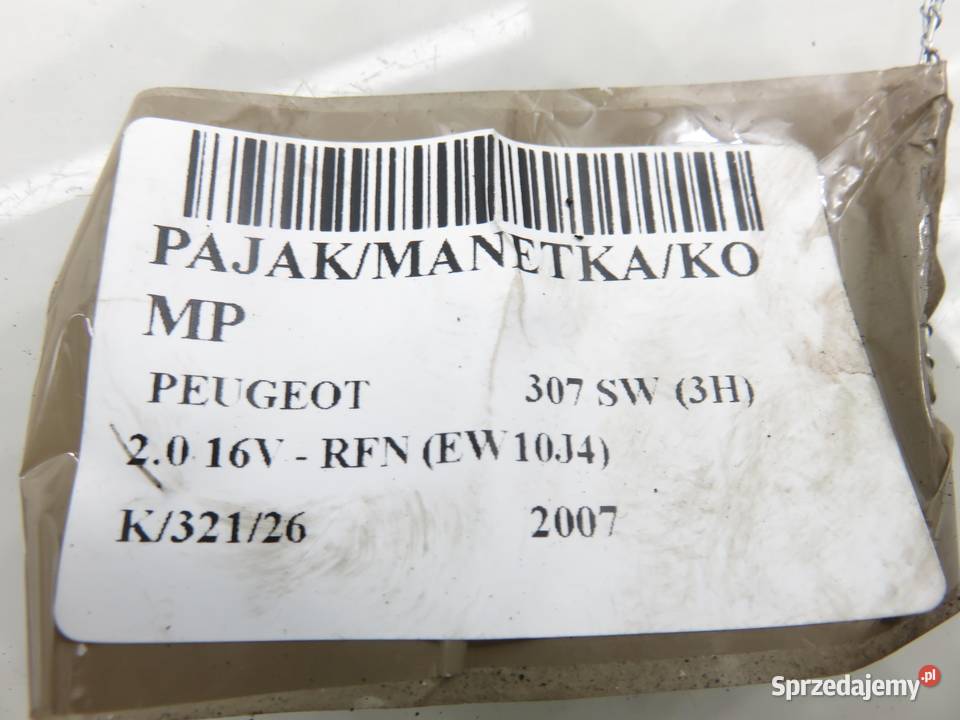 PAJAK/MANETKA/KO
MP
PEUGEOT 307 SW (3H)
2.0 16V - RFN (EW10J4)
K/321/26 2007
Sprzedajemy.pl